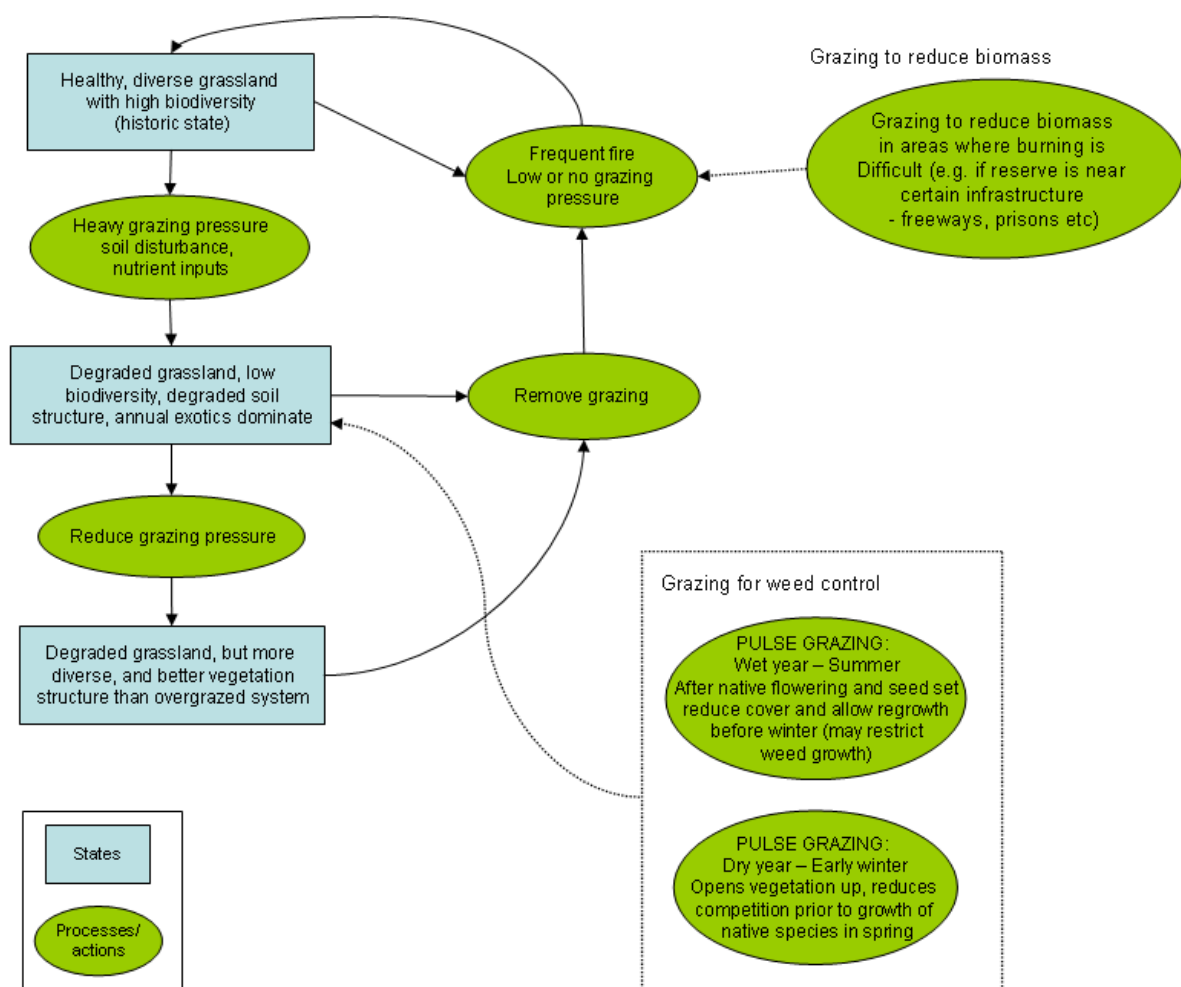 Healthy, diverse grassland
with high biodiversity
(historic state)
Frequent fire
Low or no grazing
pressure
Grazing to reduce biomass
Grazing to reduce biomass
in areas where burning is
Difficult (e.g. if reserve is near
certain infrastructure
- freeways, prisons etc)
Heavy grazing pressure
soil disturbance,
nutrient inputs
Degraded grassland, low
biodiversity, degraded soil
structure, annual exotics dominate
Remove grazing
Reduce grazing pressure
Degraded grassland, but more
diverse, and better vegetation
structure than overgrazed system
Grazing for weed control
PULSE GRAZING:
Wet year – Summer
After native flowering and seed set
reduce cover and allow regrowth
before winter (may restrict
weed growth)
PULSE GRAZING:
Dry year – Early winter
Opens vegetation up, reduces
competition prior to growth of
native species in spring
States
Processes/
actions